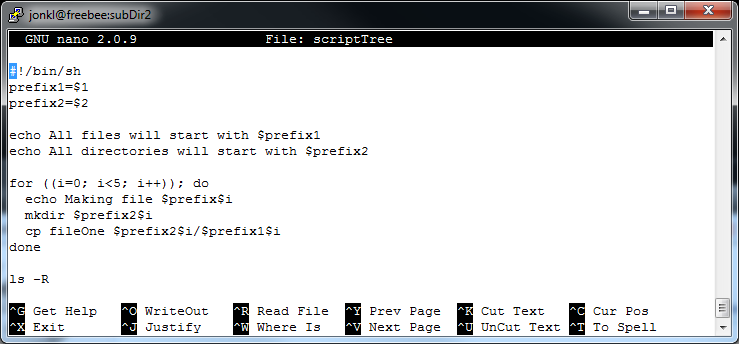 jonkl@freebee:subDir2
GNU nano 2.0.9 File: scriptTree
#!/bin/sh
prefix1=$1
prefix2=$2
echo All files will start with $prefix1
echo All directories will start with $prefix2
for ((i=0; i<5; i++)); do
  echo Making file $prefix$i
  mkdir $prefix2$i
  cp fileOne $prefix2$i/$prefix1$i
done
ls -R
^G Get Help ^O WriteOut ^R Read File ^Y Prev Page ^K Cut Text ^C Cur Pos
^X Exit ^J Justify ^W Where Is ^V Next Page ^U UnCut Text ^T To Spell